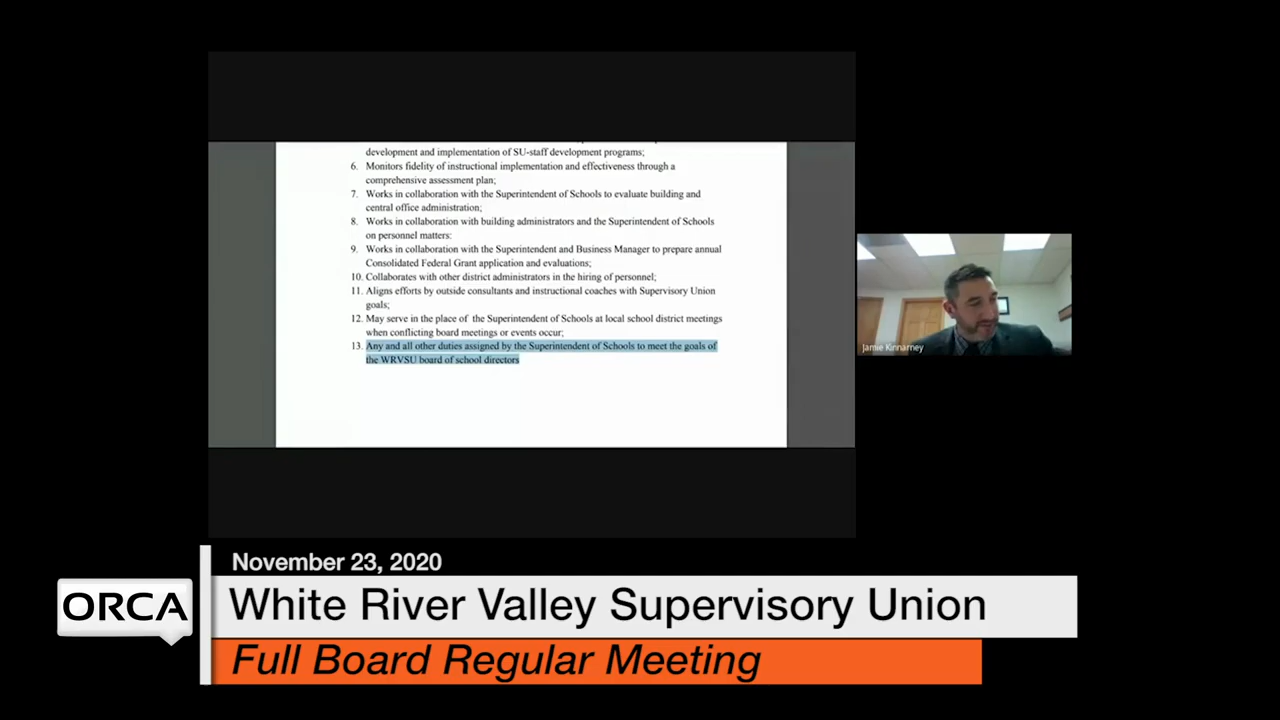 development and implementation of SU-staff development programs;
6. Monitors fidelity of instructional implementation and effectiveness through a
comprehensive assessment plan;
7. Works in collaboration with the Superintendent of Schools to evaluate building and
central office administration;
8. Works in collaboration with building administrators and the Superintendent of Schools
on personnel matters:
9. Works in collaboration with the Superintendent and Business Manager to prepare annual
Consolidated Federal Grant application and evaluations;
10. Collaborates with other district administrators in the hiring of personnel;
11. Aligns efforts by outside consultants and instructional coaches with Supervisory Union
goals;
12. May serve in the place of the Superintendent of Schools at local school district meetings
when conflicting board meetings or events occur;
13. Any and all other duties assigned by the Superintendent of Schools to meet the goals of
the WRVSU board of school directors
Jamie Kinnarney
November 23, 2020
ORCA
White River Valley Supervisory Union
Full Board Regular Meeting